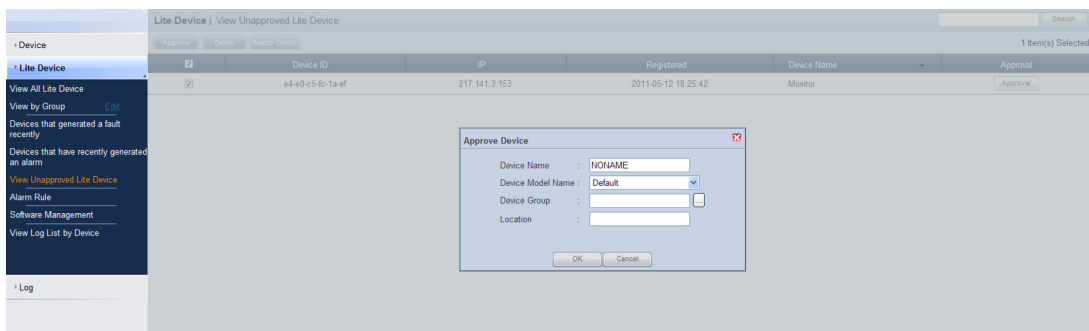 Lite Device | View Unapproved Lite Device
Search
› Device
Approve Delete Search Device
1 Item(s) Selected
› Lite Device
Device ID IP Registered Device Name Approval
e4-e0-c5-fc-1a-ef 217.141.3.153 2011-05-12 18:25:42 Monitor Approval
View All Lite Device
View by Group Edit
Devices that generated a fault
recently
Devices that have recently generated
an alarm
View Unapproved Lite Device
Alarm Rule
Software Management
View Log List by Device
› Log
Approve Device
Device Name : NONAME
Device Model Name : Default
Device Group : ...
Location :
OK Cancel